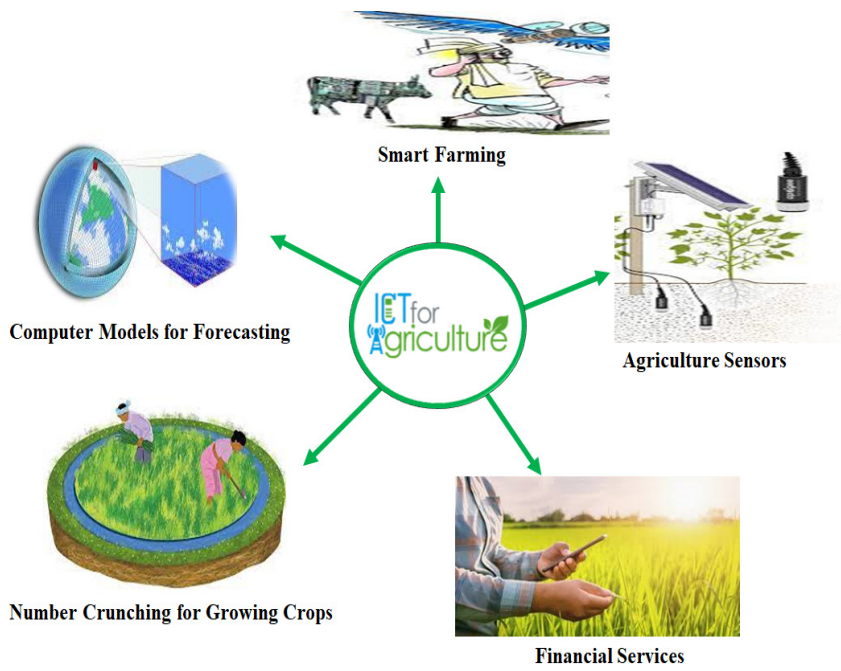 Smart Farming
Computer Models for Forecasting
ICT for
Agriculture
Agriculture Sensors
Number Crunching for Growing Crops
Financial Services